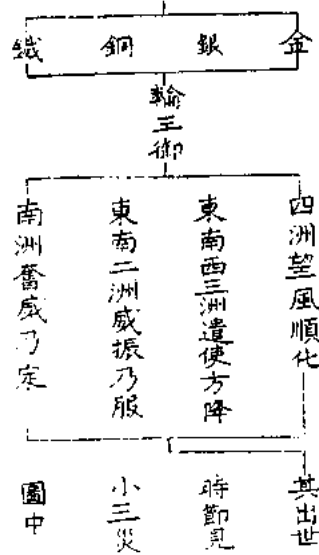 金
銀
銅
鐵
輪王御
四洲望風順化
東南西三洲遣使方降
東南二洲威振乃服
南洲奮威乃定
其出世
時節見
小三災
圖中